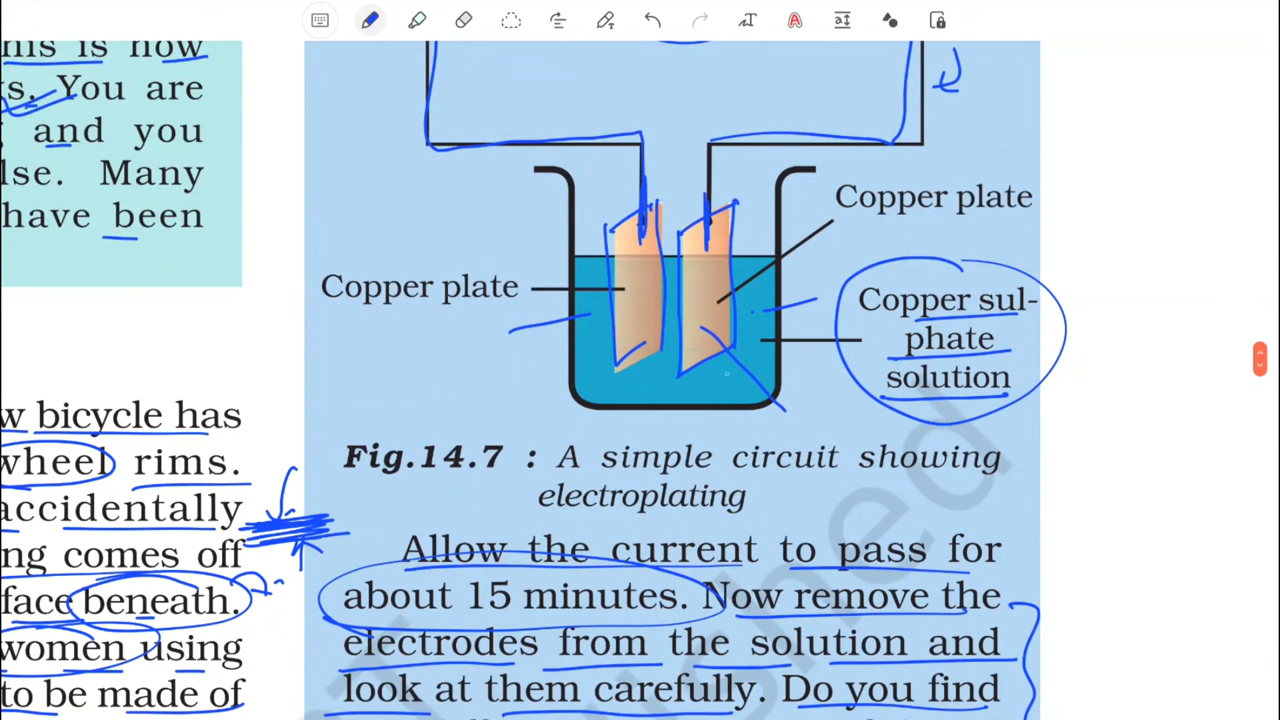 his is how
s. You are
and you
lse. Many
have been
w bicycle has
wheel rims.
accidentally
ng comes off
face beneath.
women using
to be made of
Copper plate
Copper plate
Copper sul-
phate
solution
Fig.14.7 : A simple circuit showing
electroplating
Allow the current to pass for
about 15 minutes. Now remove the
electrodes from the solution and
look at them carefully. Do you find